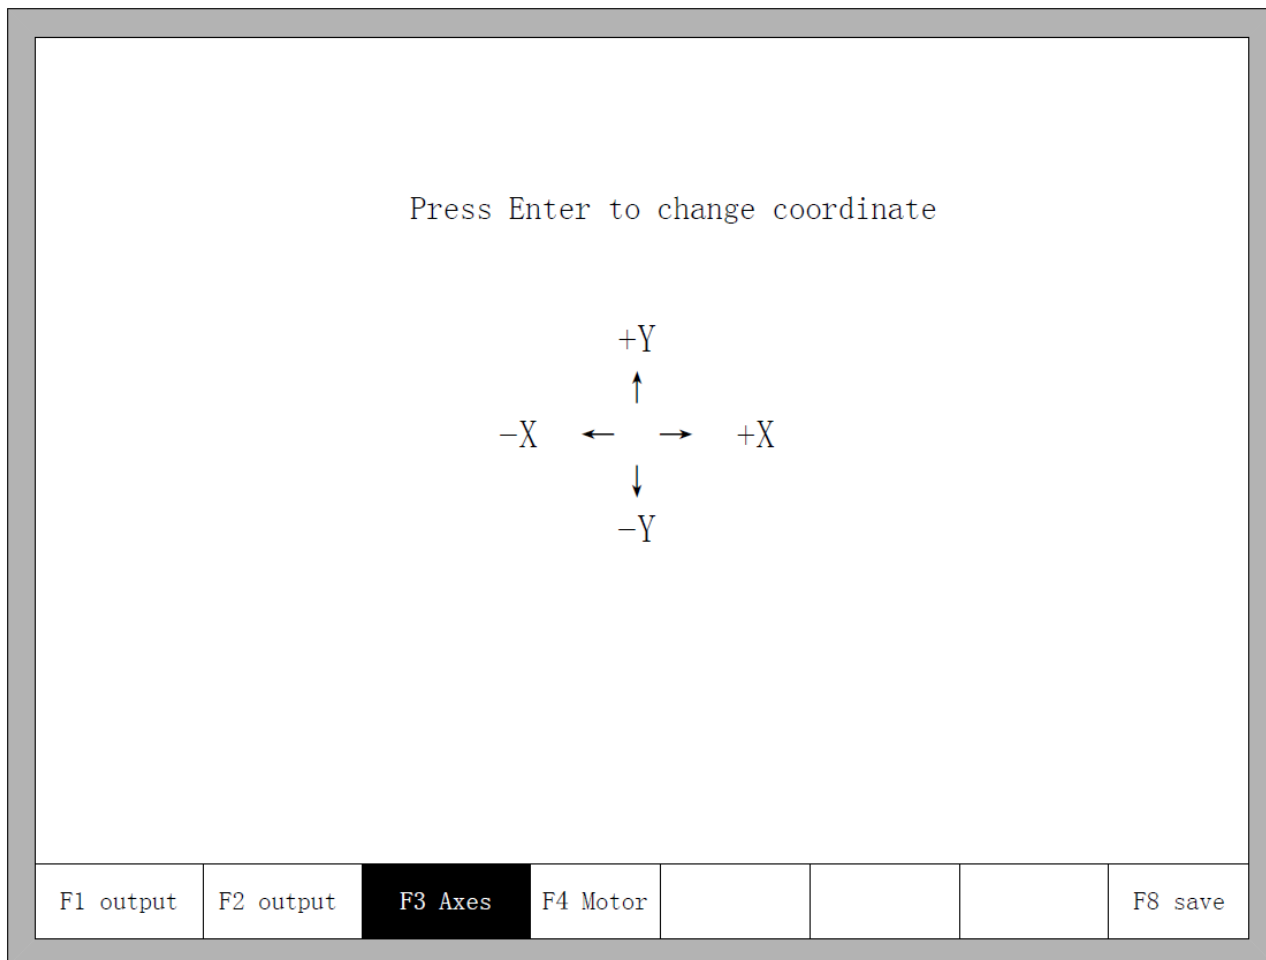 Press Enter to change coordinate
+Y
↑
-X ← → +X
↓
-Y
F1 output F2 output F3 Axes F4 Motor F8 save